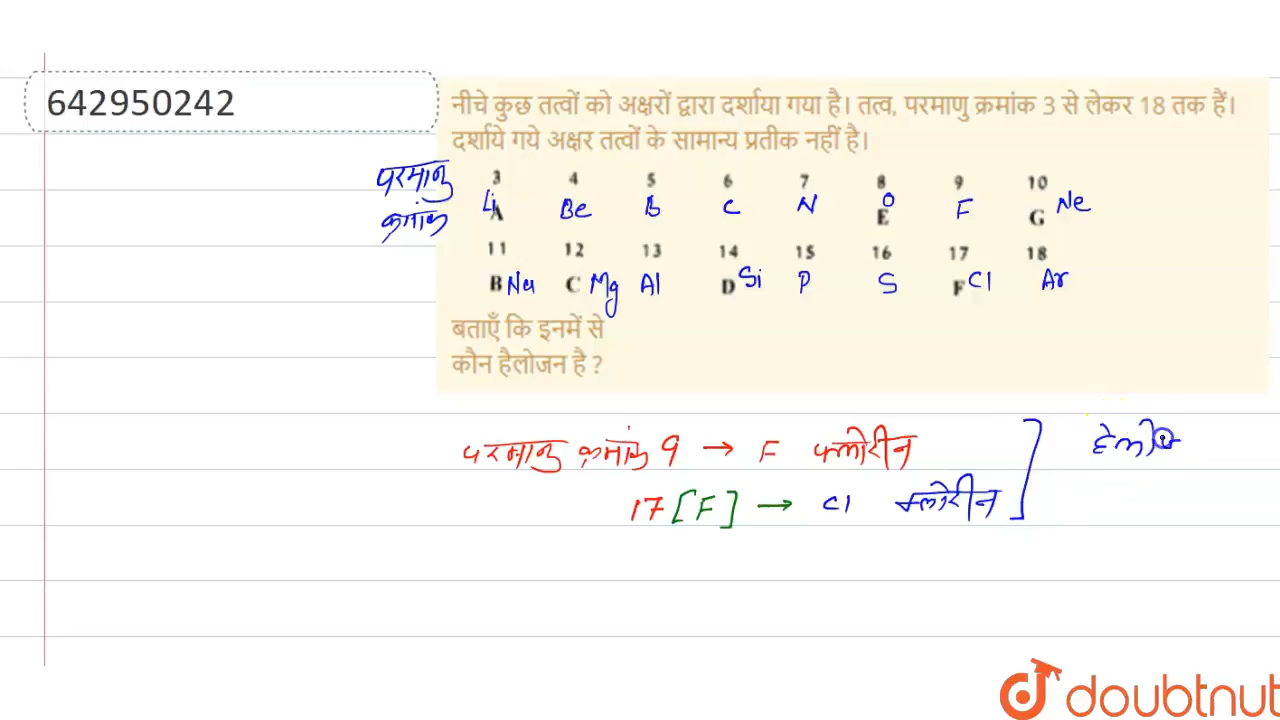 642950242
नीचे कुछ तत्वों को अक्षरों द्वारा दर्शाया गया है। तत्व, परमाणु क्रमांक 3 से लेकर 18 तक हैं।
दर्शाये गये अक्षर तत्वों के सामान्य प्रतीक नहीं है।
परमाणु
क्रमांक
3 4 5 6 7 8 9 10
Li Be B C N O F Ne
A E G
11 12 13 14 15 16 17 18
B Na C Mg Al D Si P S F Cl Ar
बताएँ कि इनमें से
कौन हैलोजन है ?
परमाणु क्रमांक 9 → F फ्लोरीन
17 [F] → Cl क्लोरीन
doubtnut